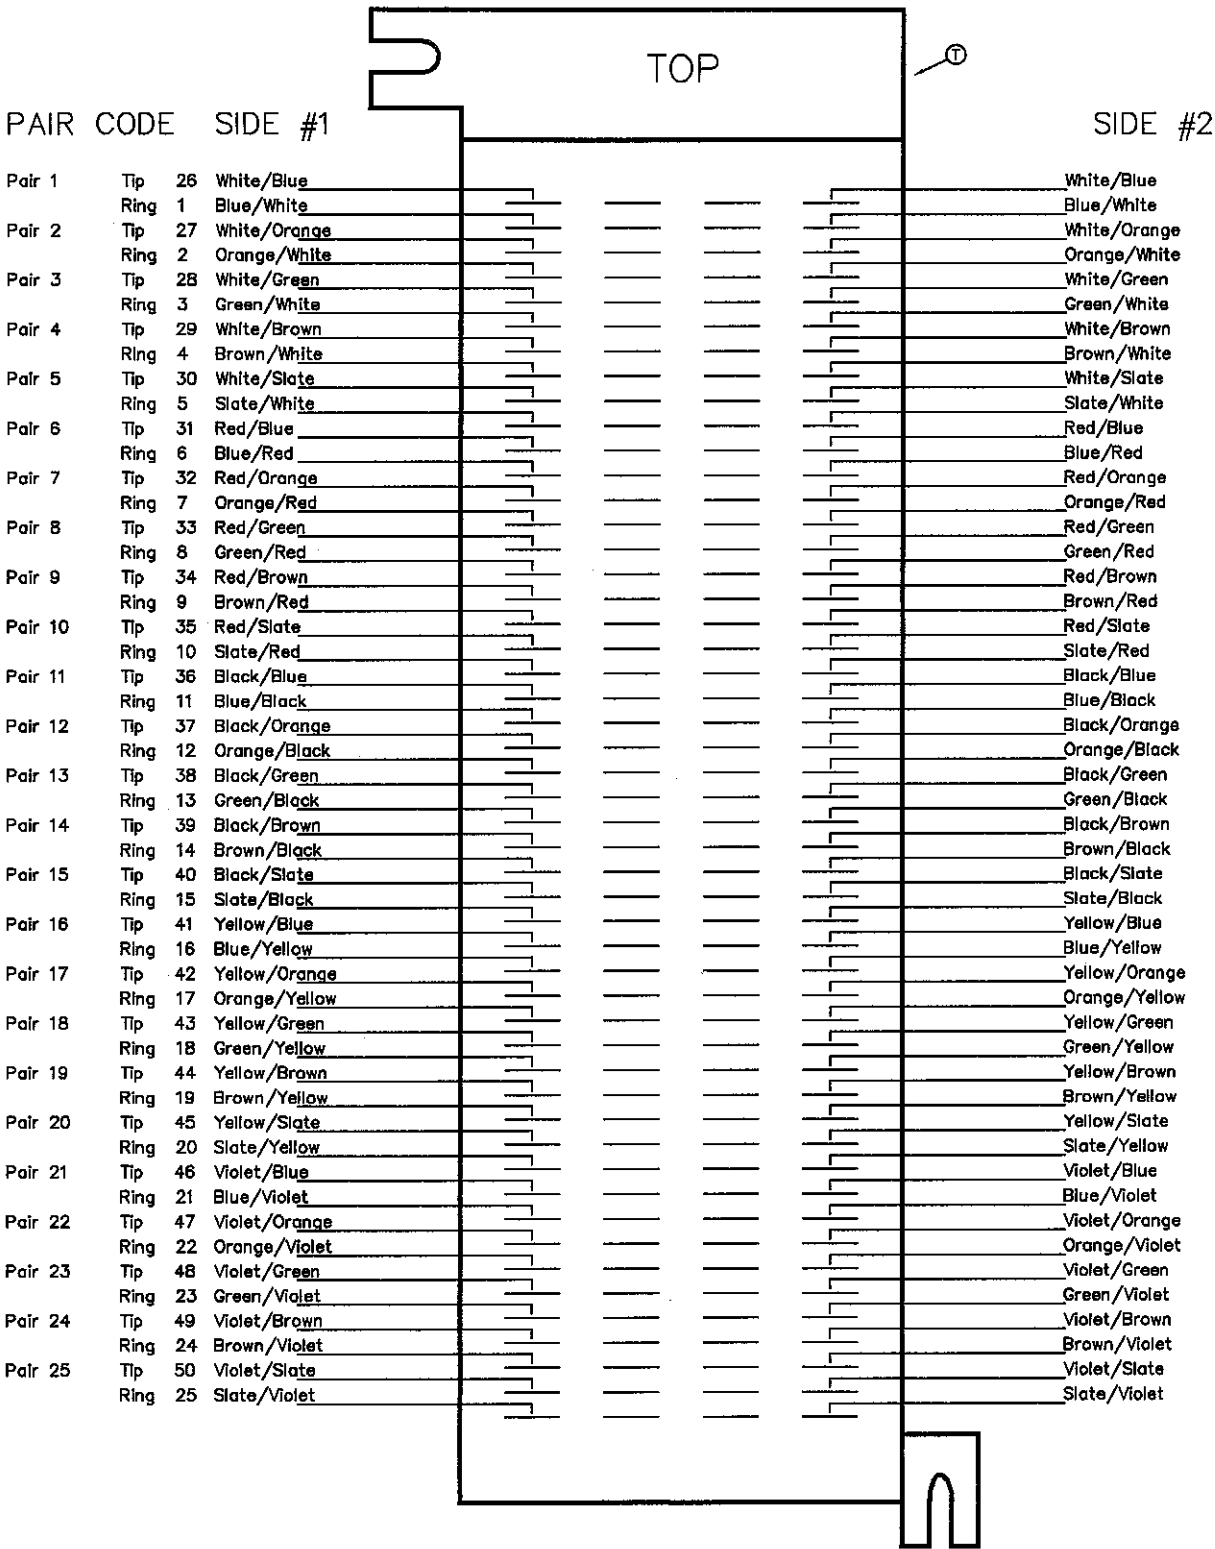 TOP
Ⓣ
PAIR CODE SIDE #1 SIDE #2
Pair 1 Tip 26 White/Blue White/Blue
Ring 1 Blue/White Blue/White
Pair 2 Tip 27 White/Orange White/Orange
Ring 2 Orange/White Orange/White
Pair 3 Tip 28 White/Green White/Green
Ring 3 Green/White Green/White
Pair 4 Tip 29 White/Brown White/Brown
Ring 4 Brown/White Brown/White
Pair 5 Tip 30 White/Slate White/Slate
Ring 5 Slate/White Slate/White
Pair 6 Tip 31 Red/Blue Red/Blue
Ring 6 Blue/Red Blue/Red
Pair 7 Tip 32 Red/Orange Red/Orange
Ring 7 Orange/Red Orange/Red
Pair 8 Tip 33 Red/Green Red/Green
Ring 8 Green/Red Green/Red
Pair 9 Tip 34 Red/Brown Red/Brown
Ring 9 Brown/Red Brown/Red
Pair 10 Tip 35 Red/Slate Red/Slate
Ring 10 Slate/Red Slate/Red
Pair 11 Tip 36 Black/Blue Black/Blue
Ring 11 Blue/Black Blue/Black
Pair 12 Tip 37 Black/Orange Black/Orange
Ring 12 Orange/Black Orange/Black
Pair 13 Tip 38 Black/Green Black/Green
Ring 13 Green/Black Green/Black
Pair 14 Tip 39 Black/Brown Black/Brown
Ring 14 Brown/Black Brown/Black
Pair 15 Tip 40 Black/Slate Black/Slate
Ring 15 Slate/Black Slate/Black
Pair 16 Tip 41 Yellow/Blue Yellow/Blue
Ring 16 Blue/Yellow Blue/Yellow
Pair 17 Tip 42 Yellow/Orange Yellow/Orange
Ring 17 Orange/Yellow Orange/Yellow
Pair 18 Tip 43 Yellow/Green Yellow/Green
Ring 18 Green/Yellow Green/Yellow
Pair 19 Tip 44 Yellow/Brown Yellow/Brown
Ring 19 Brown/Yellow Brown/Yellow
Pair 20 Tip 45 Yellow/Slate Yellow/Slate
Ring 20 Slate/Yellow Slate/Yellow
Pair 21 Tip 46 Violet/Blue Violet/Blue
Ring 21 Blue/Violet Blue/Violet
Pair 22 Tip 47 Violet/Orange Violet/Orange
Ring 22 Orange/Violet Orange/Violet
Pair 23 Tip 48 Violet/Green Violet/Green
Ring 23 Green/Violet Green/Violet
Pair 24 Tip 49 Violet/Brown Violet/Brown
Ring 24 Brown/Violet Brown/Violet
Pair 25 Tip 50 Violet/Slate Violet/Slate
Ring 25 Slate/Violet Slate/Violet